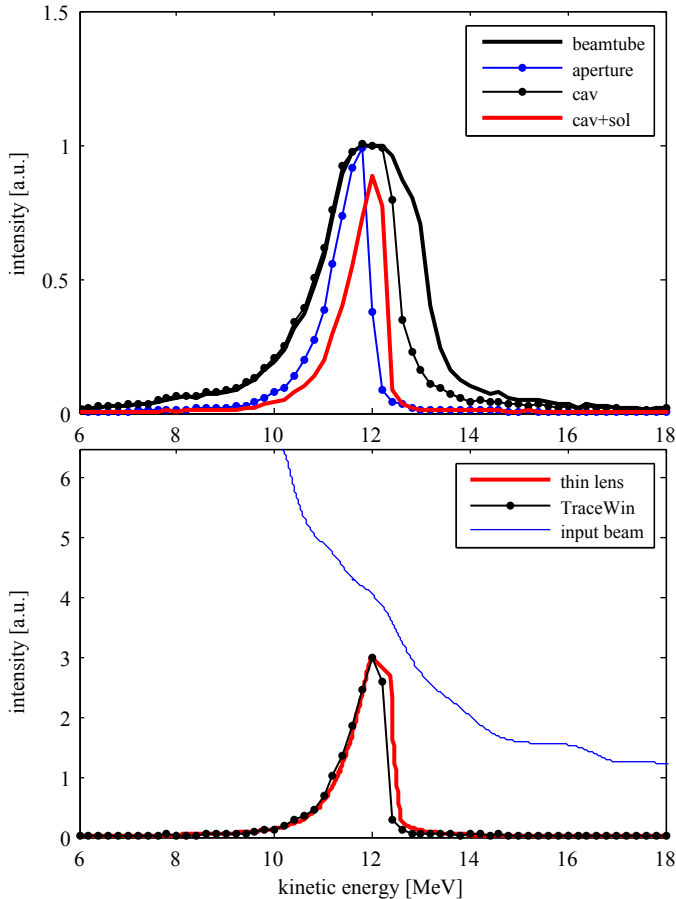 1.5
beamtube
aperture
cav
cav+sol
1
intensity [a.u.]
0.5
0
6 8 10 12 14 16 18
6
thin lens
TraceWin
input beam
5
4
intensity [a.u.]
3
2
1
0
6 8 10 12 14 16 18
kinetic energy [MeV]